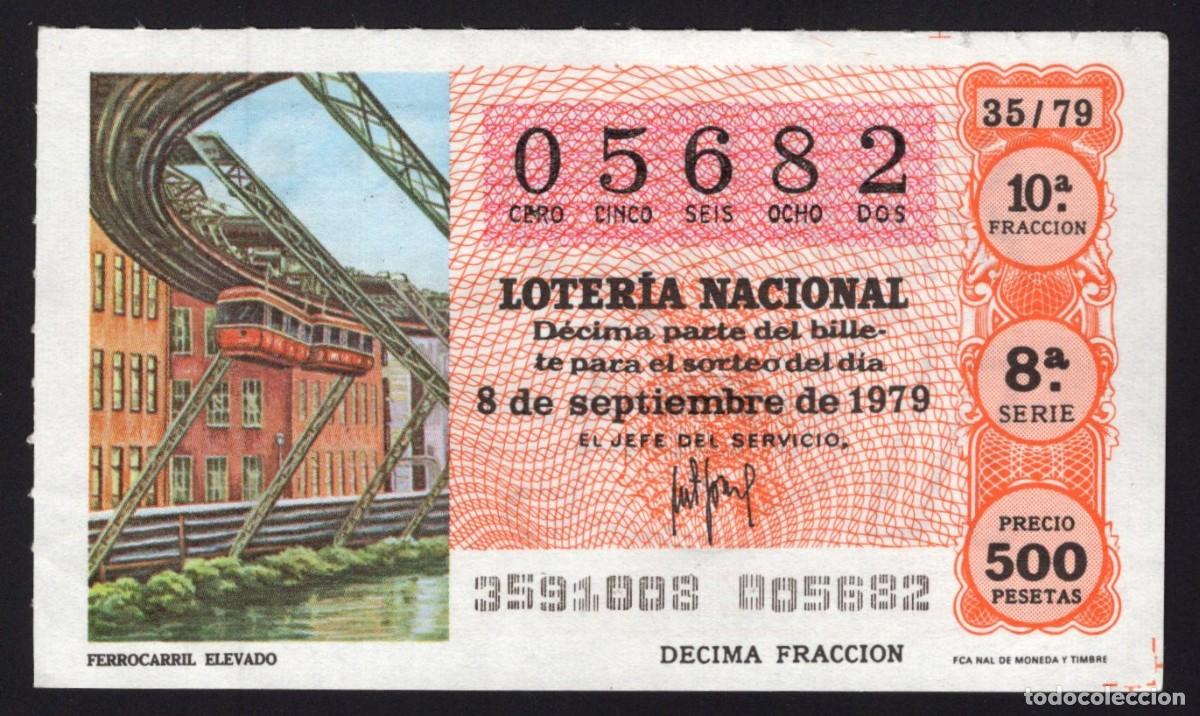 05682
CERO CINCO SEIS OCHO DOS
LOTERÍA NACIONAL
Décima parte del bille-
te para el sorteo del día
8 de septiembre de 1979
EL JEFE DEL SERVICIO,
3591008 005682
DECIMA FRACCION
35/79
10ª.
FRACCION
8ª.
SERIE
PRECIO
500
PESETAS
FERROCARRIL ELEVADO
FCA NAL DE MONEDA Y TIMBRE
todocoleccion